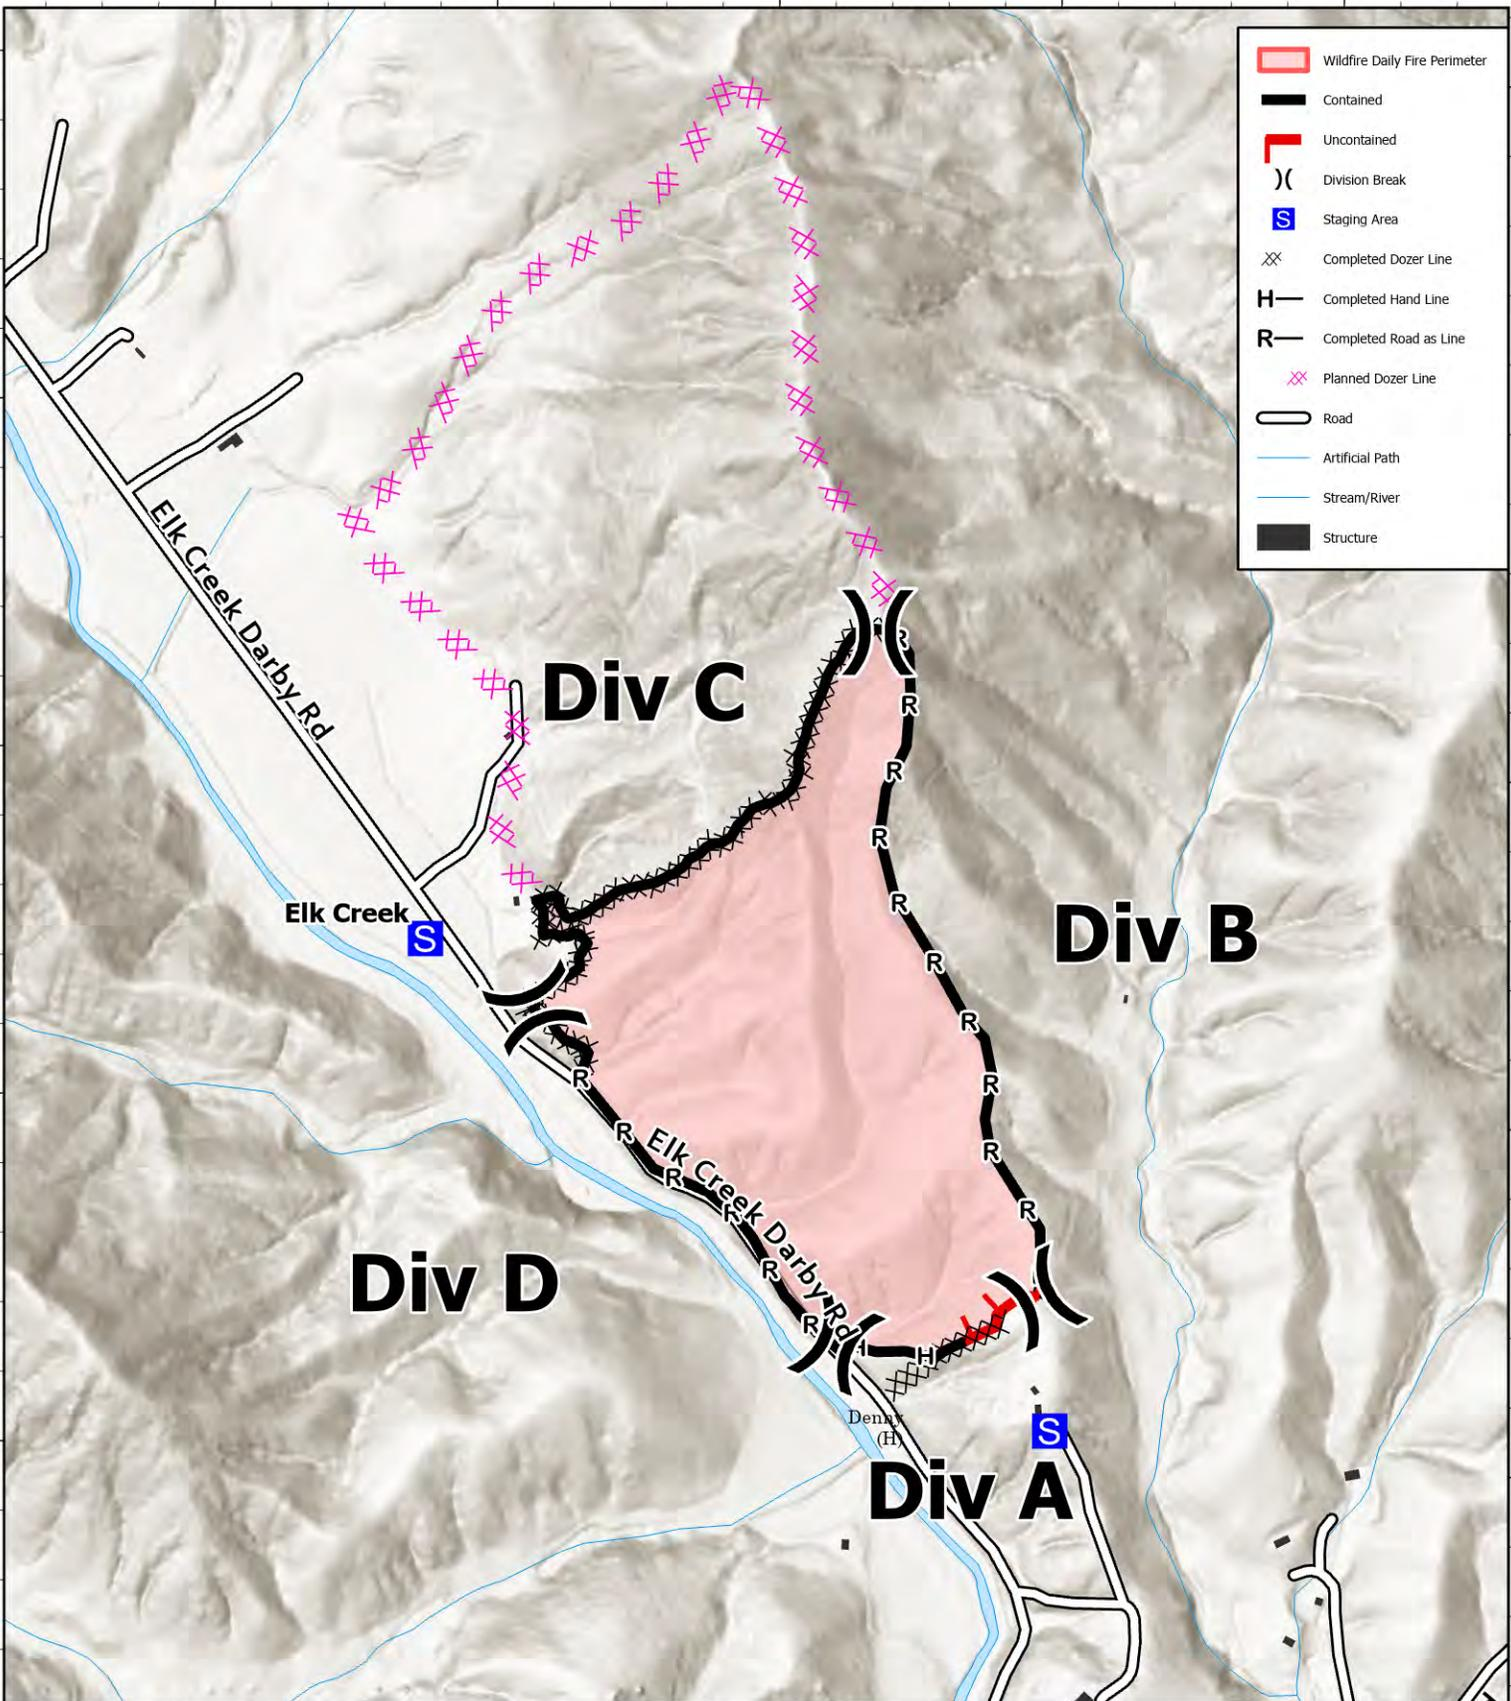 Wildfire Daily Fire Perimeter
Contained
Uncontained
)( Division Break
S Staging Area
Completed Dozer Line
H Completed Hand Line
R Completed Road as Line
Planned Dozer Line
Road
Artificial Path
Stream/River
Structure
Elk Creek Darby Rd
R
Div C
R
R
R
R
Elk Creek
S
Div B
R
R
R
R
R
R
Elk Creek Darby Rd
R
R
R
R
Div D
R
R
H
H
Denny
(H)
S
Div A